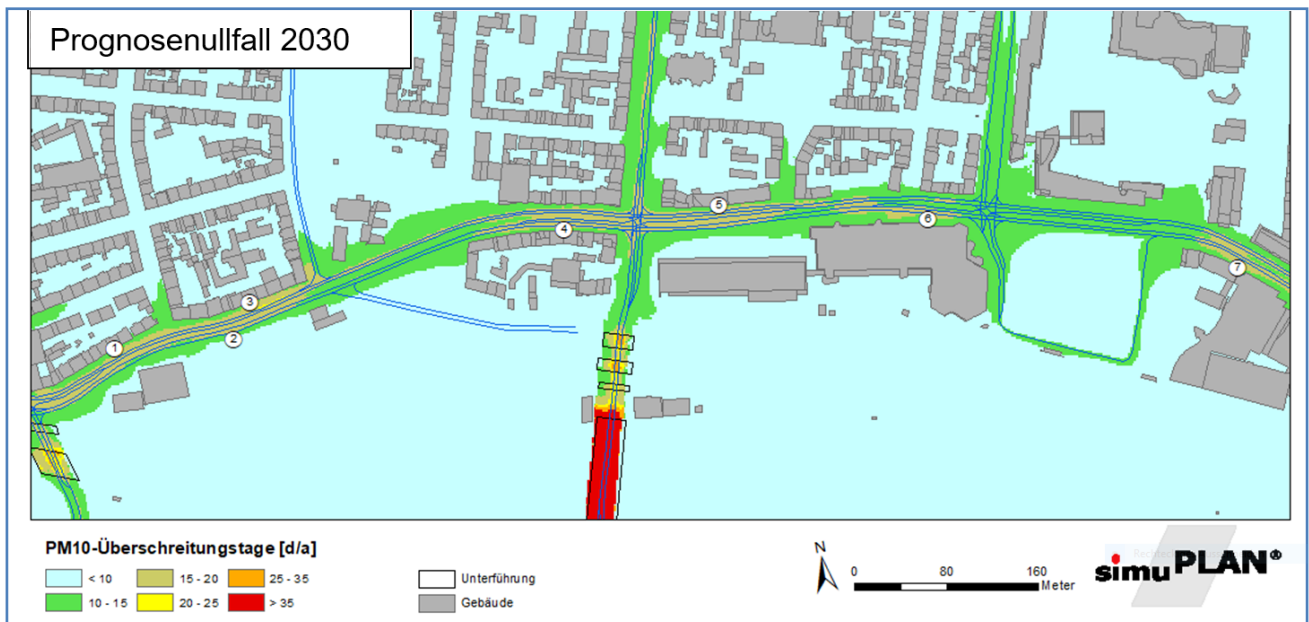 Prognosenullfall 2030
5
4
6
7
3
1
2
PM10-Überschreitungstage [d/a]
< 10
15 - 20
25 - 35
10 - 15
20 - 25
> 35
Unterführung
Gebäude
N
0 80 160
Meter
simuPLAN®